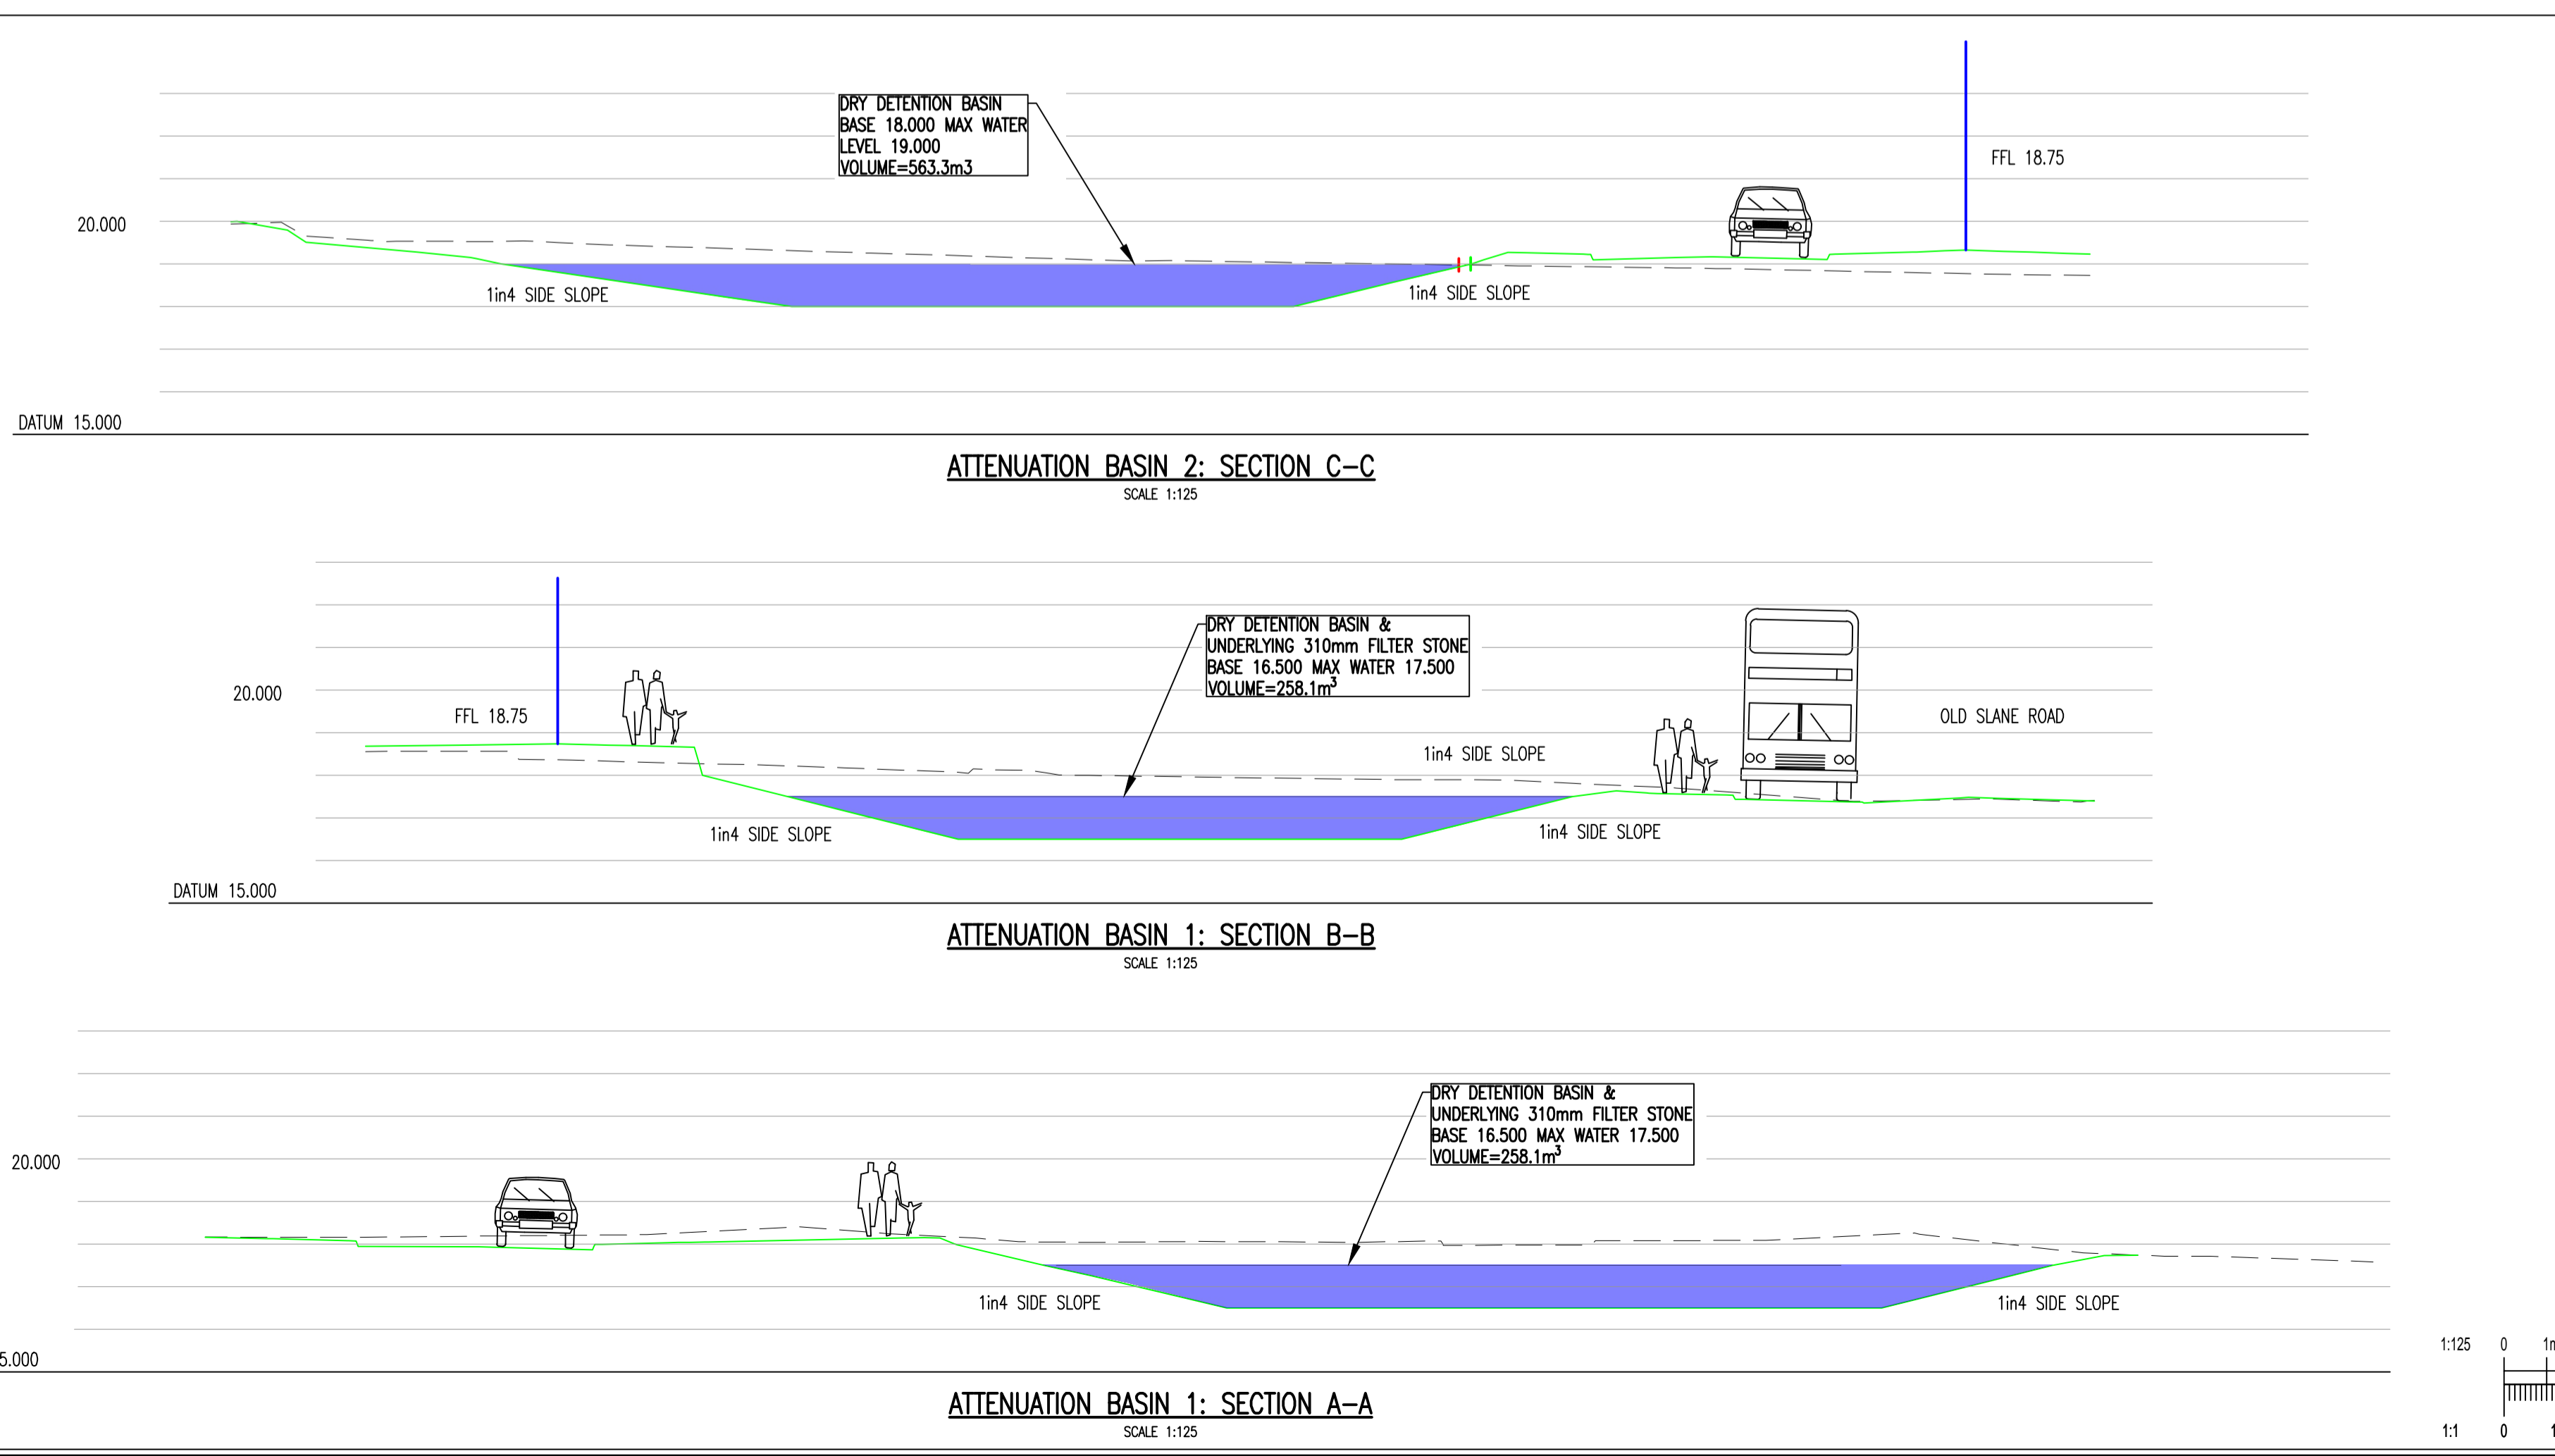 DRY DETENTION BASIN
BASE 18.000 MAX WATER
LEVEL 19.000
VOLUME=563.3m3
FFL 18.75
20.000
1in4 SIDE SLOPE
1in4 SIDE SLOPE
DATUM 15.000
ATTENUATION BASIN 2: SECTION C-C
SCALE 1:125
DRY DETENTION BASIN &
UNDERLYING 310mm FILTER STONE
BASE 16.500 MAX WATER 17.500
VOLUME=258.1m³
20.000
FFL 18.75
OLD SLANE ROAD
1in4 SIDE SLOPE
1in4 SIDE SLOPE
1in4 SIDE SLOPE
DATUM 15.000
ATTENUATION BASIN 1: SECTION B-B
SCALE 1:125
DRY DETENTION BASIN &
UNDERLYING 310mm FILTER STONE
BASE 16.500 MAX WATER 17.500
VOLUME=258.1m³
20.000
1in4 SIDE SLOPE
1in4 SIDE SLOPE
5.000
1:125 0 1m
ATTENUATION BASIN 1: SECTION A-A
SCALE 1:125
1:1 0 1